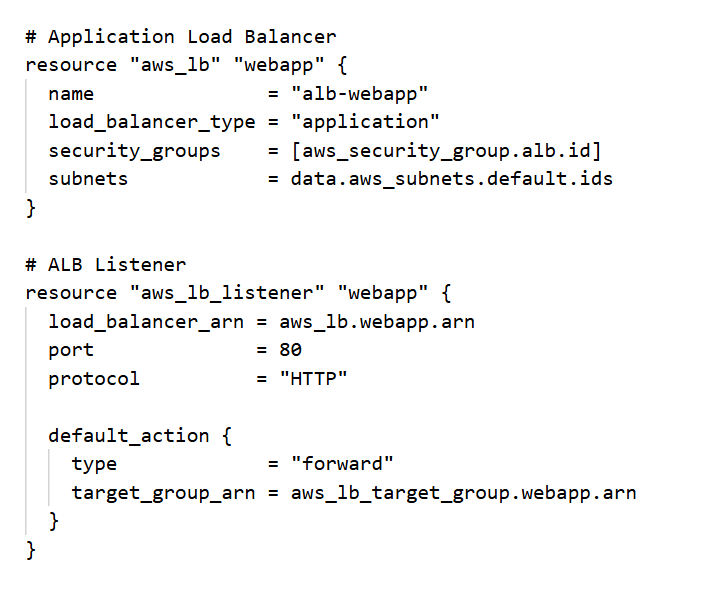 # Application Load Balancer
resource "aws_lb" "webapp" {
  name               = "alb-webapp"
  load_balancer_type = "application"
  security_groups    = [aws_security_group.alb.id]
  subnets            = data.aws_subnets.default.ids
}

# ALB Listener
resource "aws_lb_listener" "webapp" {
  load_balancer_arn = aws_lb.webapp.arn
  port              = 80
  protocol          = "HTTP"

  default_action {
    type             = "forward"
    target_group_arn = aws_lb_target_group.webapp.arn
  }
}